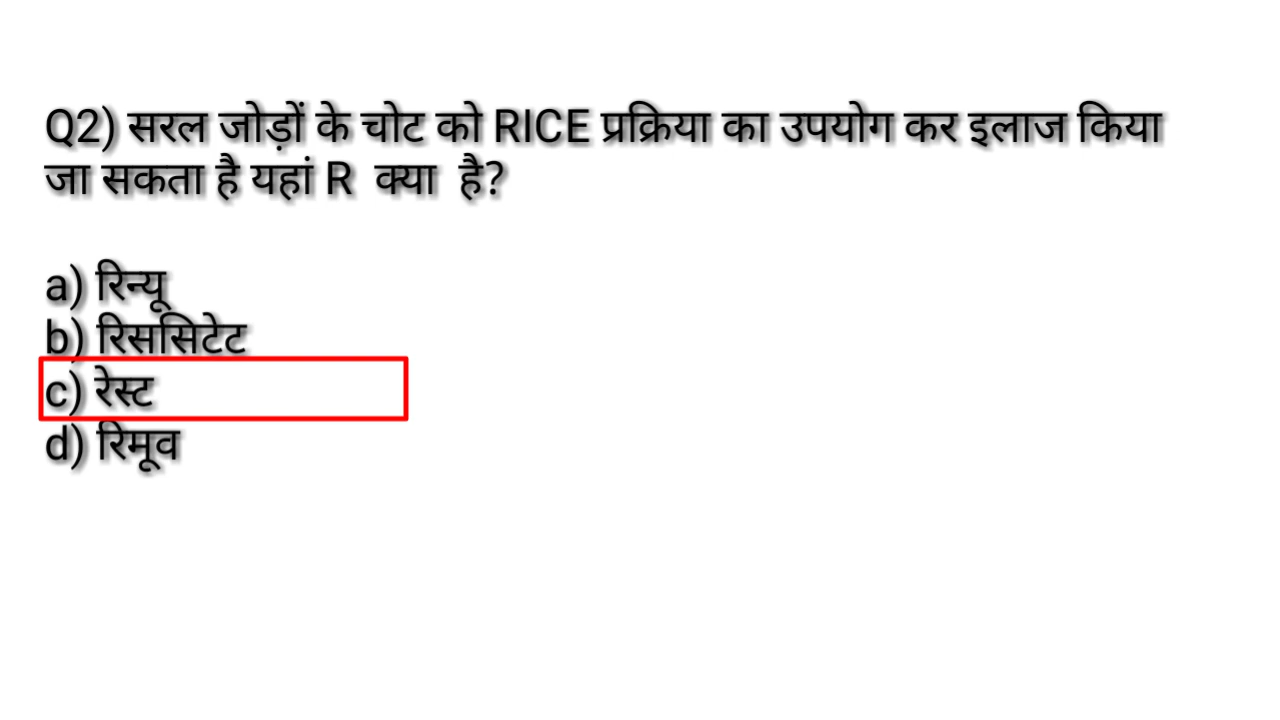 Q2) सरल जोड़ों के चोट को RICE प्रक्रिया का उपयोग कर इलाज किया
जा सकता है यहां R क्या है?
a) रिन्यू
b) रिससिटेट
c) रेस्ट
d) रिमूव